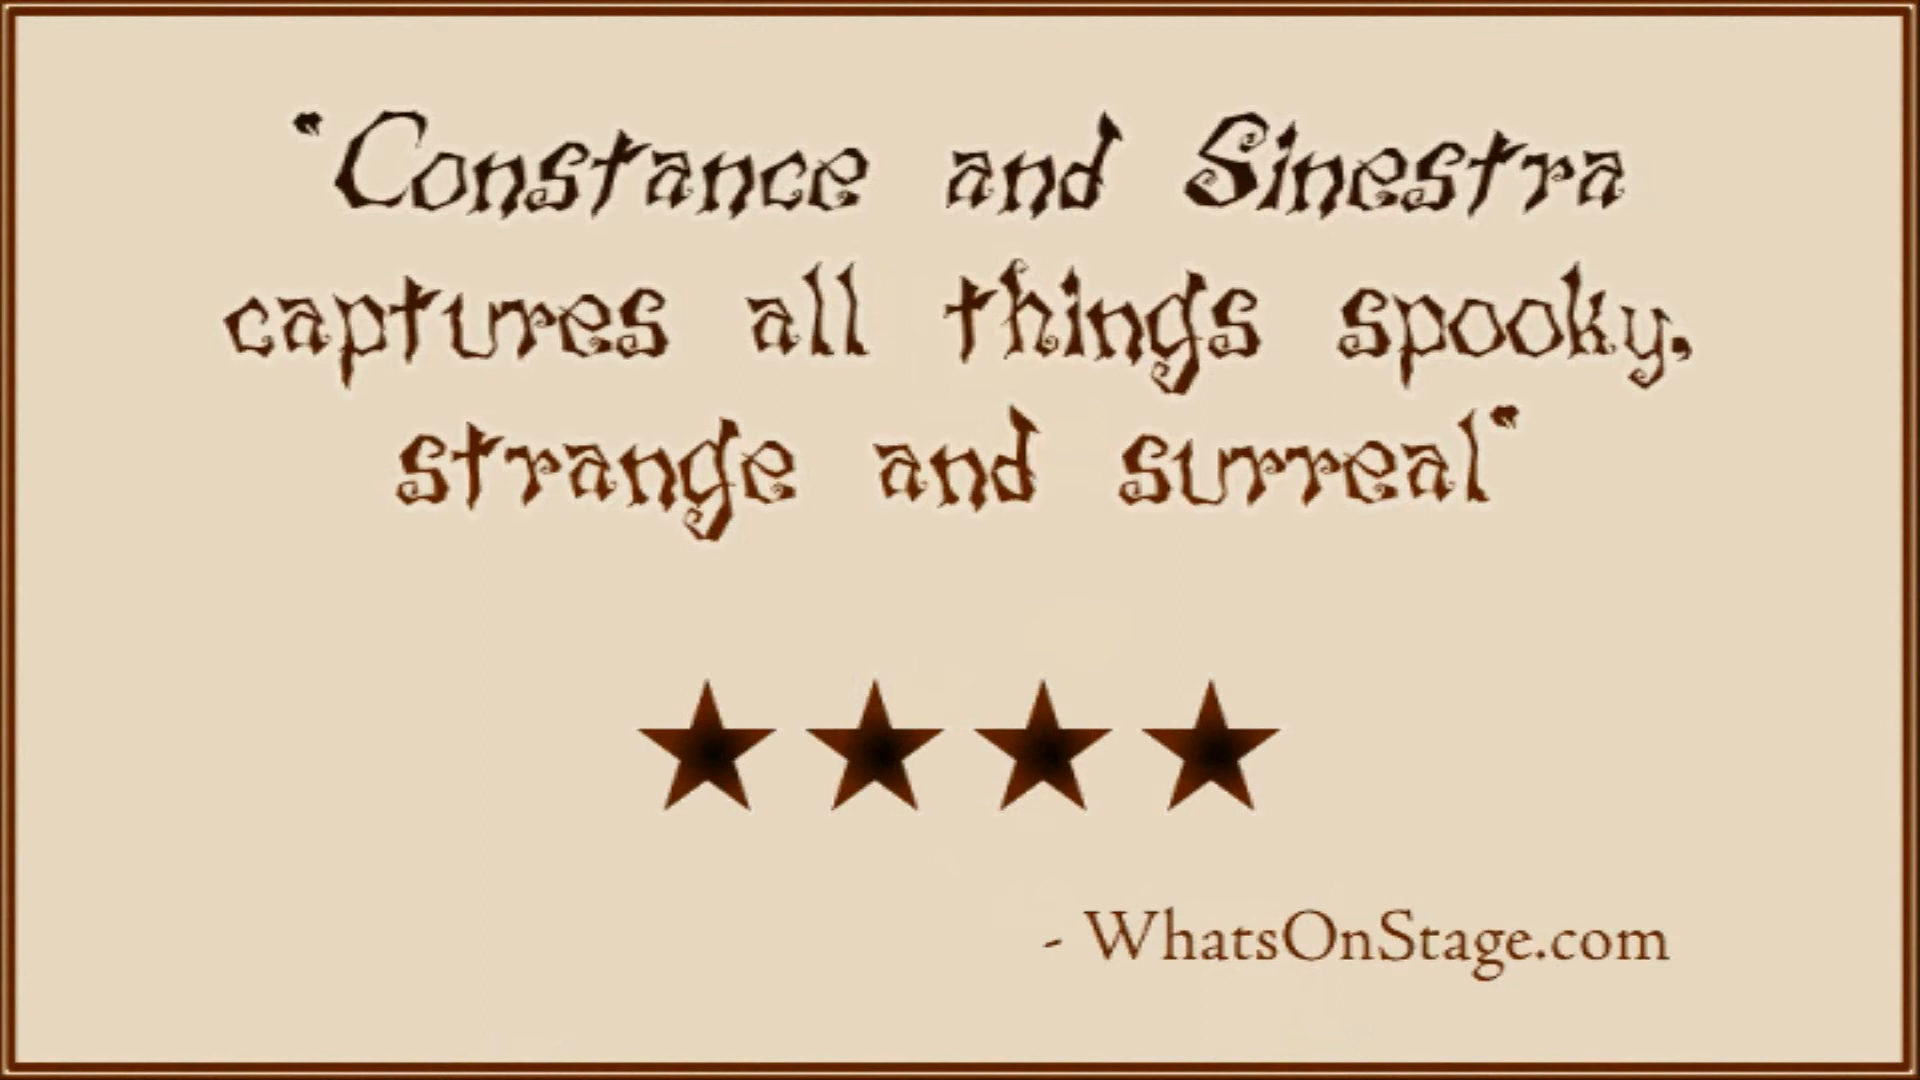 "Constance and Sinestra
captures all things spooky,
strange and surreal"
- WhatsOnStage.com